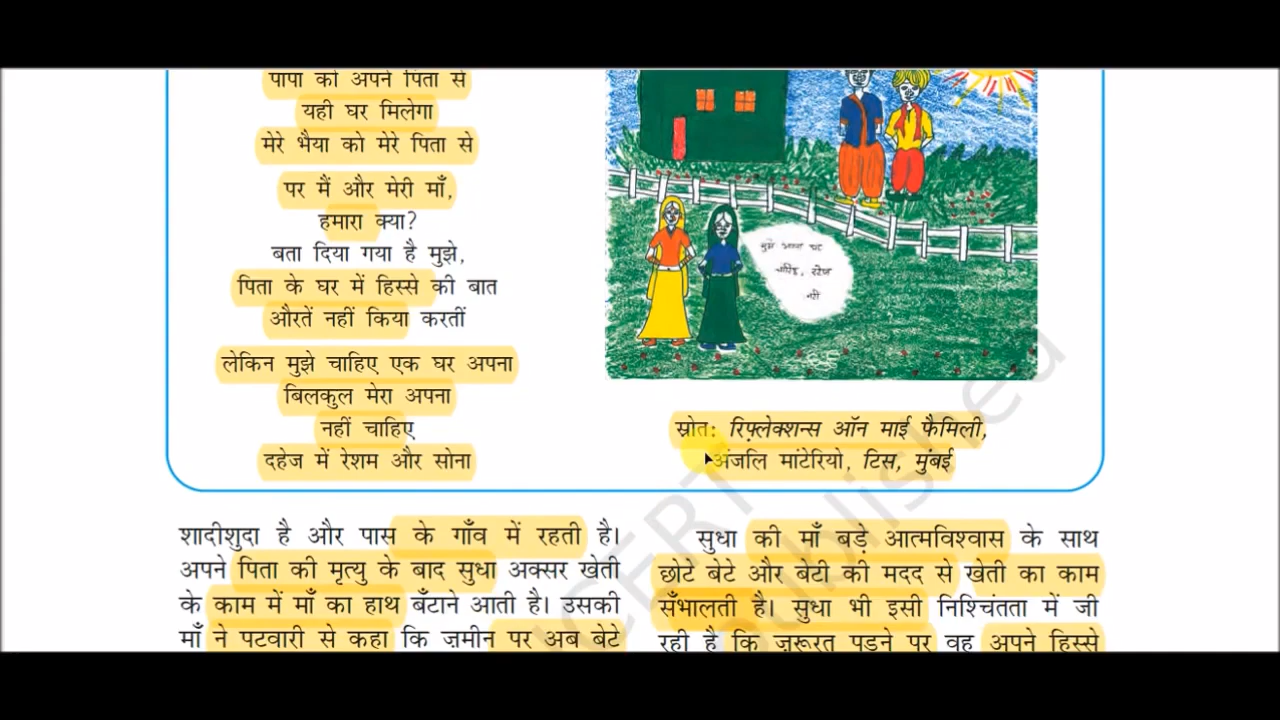 पापा को अपने पिता से
यही घर मिलेगा
मेरे भैया को मेरे पिता से
पर मैं और मेरी माँ,
हमारा क्या?
बता दिया गया है मुझे,
पिता के घर में हिस्से की बात
औरतें नहीं किया करतीं
लेकिन मुझे चाहिए एक घर अपना
बिलकुल मेरा अपना
नहीं चाहिए
दहेज में रेशम और सोना
स्रोत: रिफ़्लेक्शन्स ऑन माई फैमिली,
अंजलि मांटेरियो, टिस, मुंबई
शादीशुदा है और पास के गाँव में रहती है।
अपने पिता की मृत्यु के बाद सुधा अक्सर खेती
के काम में माँ का हाथ बँटाने आती है। उसकी
माँ ने पटवारी से कहा कि ज़मीन पर अब बेटे
सुधा की माँ बड़े आत्मविश्वास के साथ
छोटे बेटे और बेटी की मदद से खेती का काम
सँभालती है। सुधा भी इसी निश्चिंतता में जी
रही है कि ज़रूरत पड़ने पर वह अपने हिस्से
published